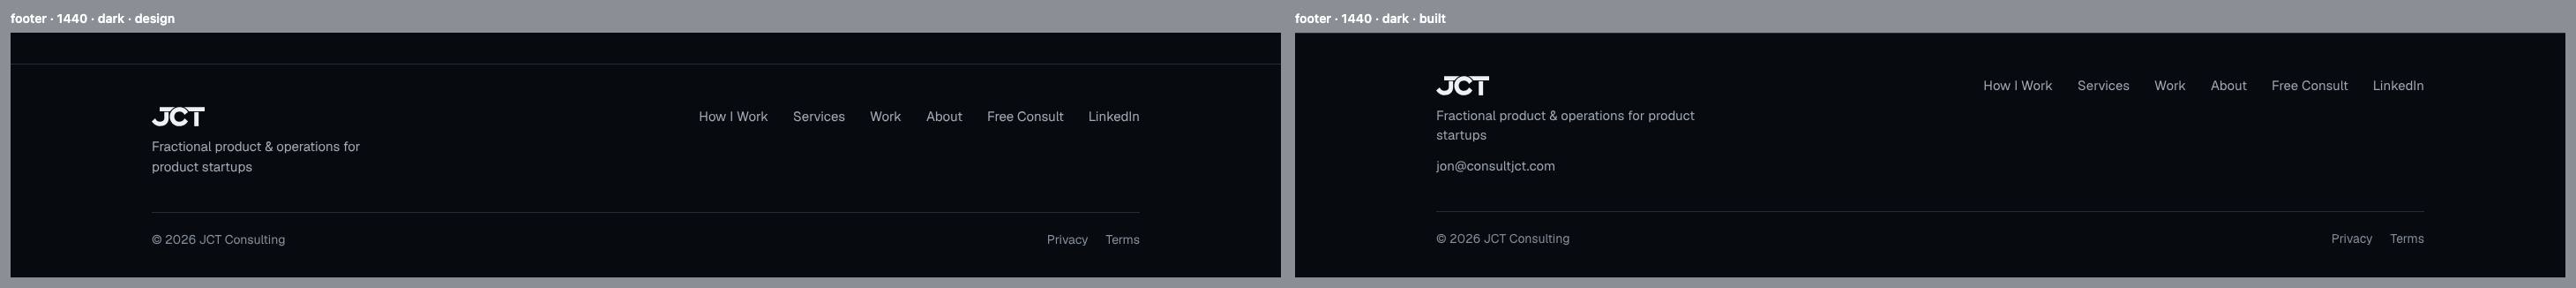 footer · 1440 · dark · design
JCT
How I Work Services Work About Free Consult LinkedIn
Fractional product & operations for
product startups
© 2026 JCT Consulting
Privacy Terms
footer · 1440 · dark · built
JCT
How I Work Services Work About Free Consult LinkedIn
Fractional product & operations for product
startups
jon@consultjct.com
© 2026 JCT Consulting
Privacy Terms